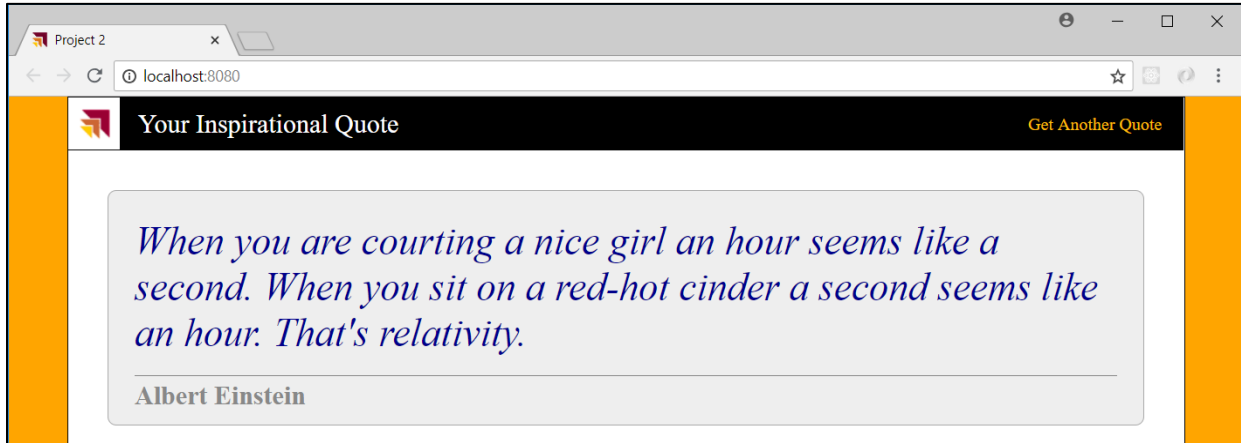 Project 2
localhost:8080
Your Inspirational Quote
Get Another Quote
When you are courting a nice girl an hour seems like a
second. When you sit on a red-hot cinder a second seems like
an hour. That's relativity.
Albert Einstein